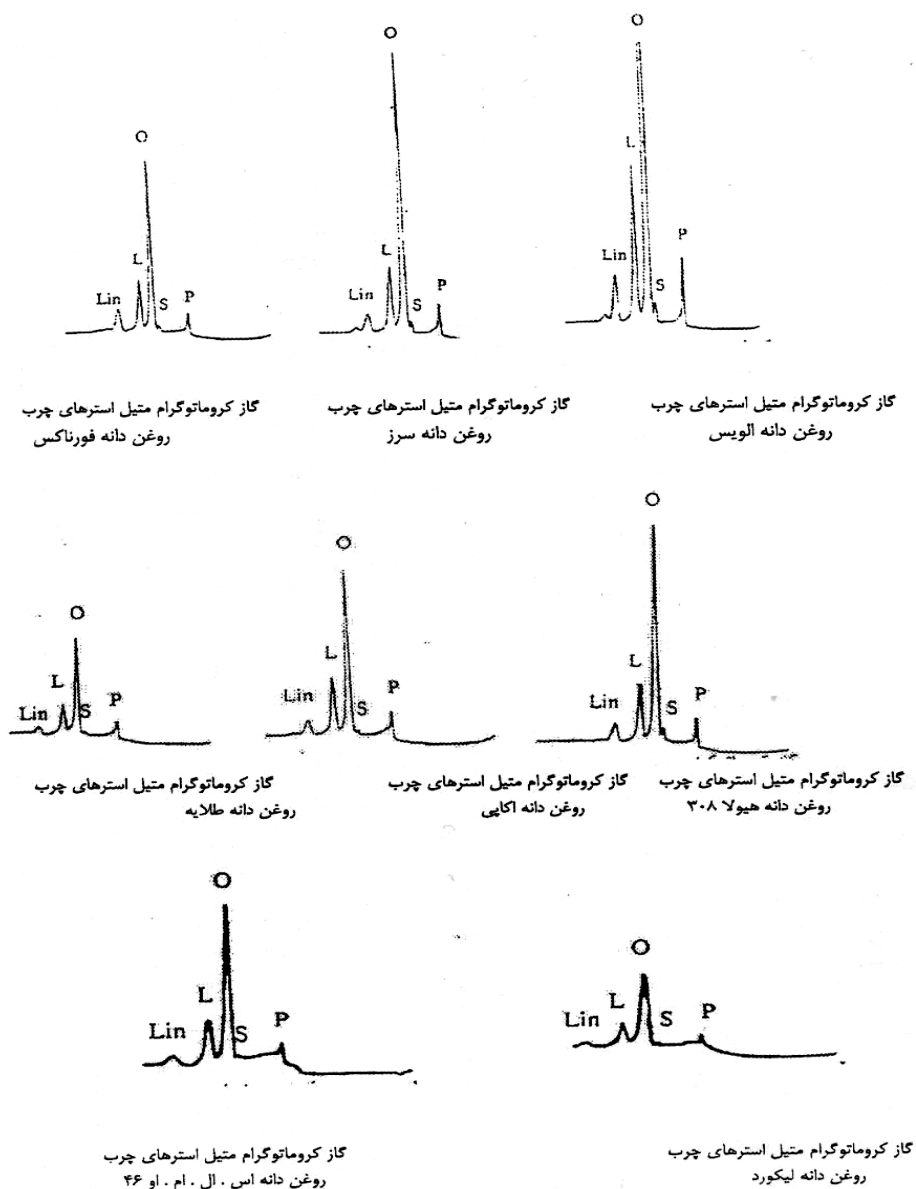 O
O
O
L
L
L
P
Lin
Lin
Lin
P
P
S
S
S
گاز کروماتوگرام متیل استرهای چرب
روغن دانه الویس
گاز کروماتوگرام متیل استرهای چرب
روغن دانه سرز
گاز کروماتوگرام متیل استرهای چرب
روغن دانه فورناکس
O
O
O
L
L
L
Lin
Lin
Lin
S
S
S
P
P
P
گاز کروماتوگرام متیل استرهای چرب
روغن دانه هیولا ۳۰۸
گاز کروماتوگرام متیل استرهای چرب
روغن دانه اکاپی
گاز کروماتوگرام متیل استرهای چرب
روغن دانه طلایه
O
O
L
L
Lin
Lin
S
S
P
P
گاز کروماتوگرام متیل استرهای چرب
روغن دانه لیکورد
گاز کروماتوگرام متیل استرهای چرب
روغن دانه اس . ال . ام . او ۴۶